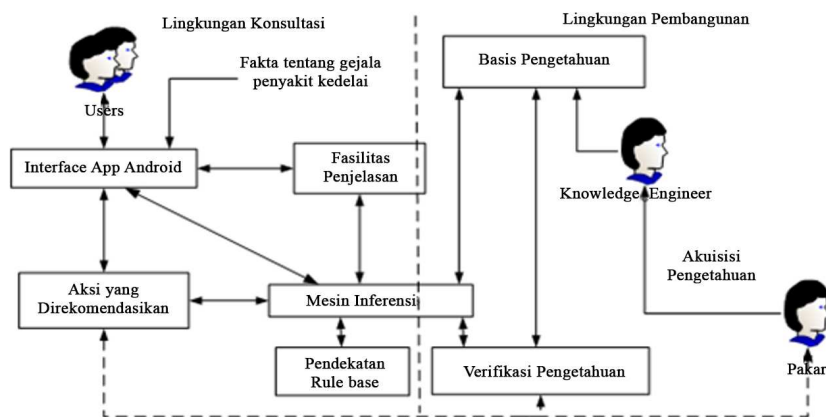 Lingkungan Konsultasi
Lingkungan Pembangunan
Fakta tentang gejala
penyakit kedelai
Users
Basis Pengetahuan
Interface App Android
Fasilitas
Penjelasan
Knowledge Engineer
Akuisisi
Pengetahuan
Aksi yang
Direkomendasikan
Mesin Inferensi
Pakar
Pendekatan
Rule base
Verifikasi Pengetahuan